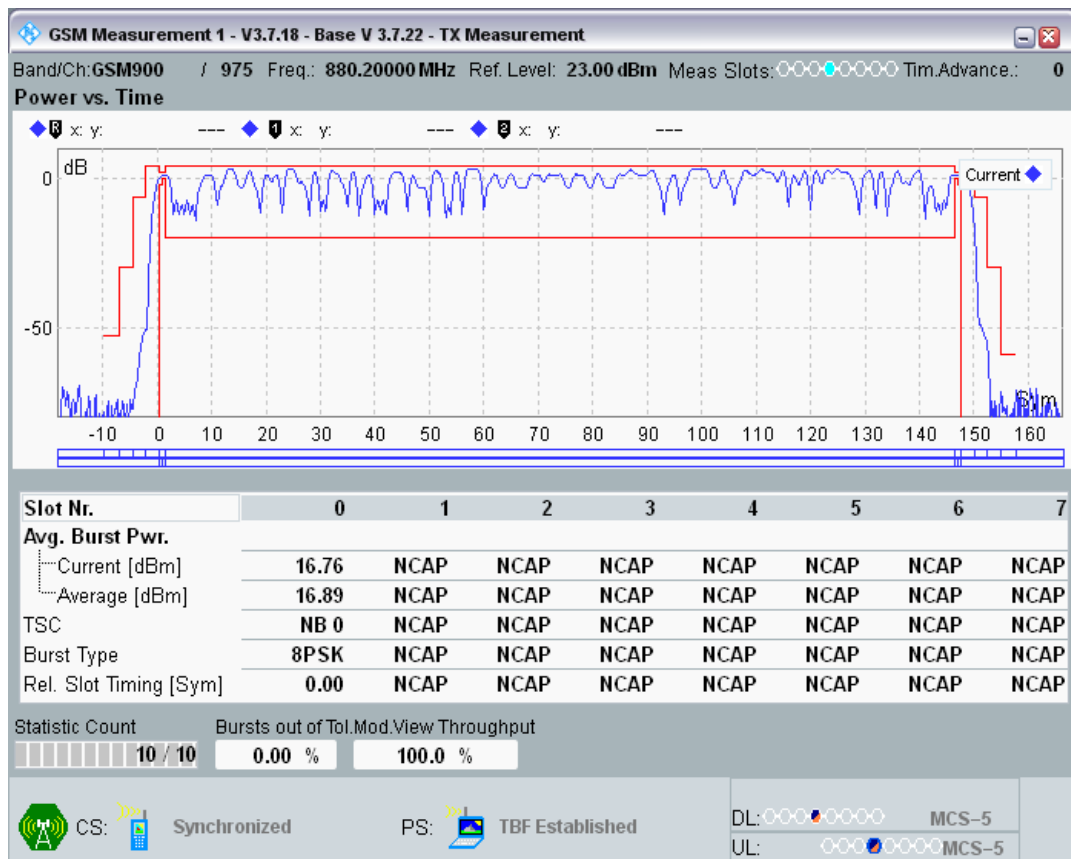 GSM Measurement 1 - V3.7.18 - Base V 3.7.22 - TX Measurement
Band/Ch:GSM900 / 975 Freq.: 880.20000 MHz Ref. Level: 23.00 dBm Meas Slots: Tim.Advance.: 0
Power vs. Time
R x: y: --- 1 x: y: --- 2 x: y: ---
dB
Current
0
-50
Sym
-10 0 10 20 30 40 50 60 70 80 90 100 110 120 130 140 150 160
Slot Nr. 0 1 2 3 4 5 6 7
Avg. Burst Pwr.
Current [dBm] 16.76 NCAP NCAP NCAP NCAP NCAP NCAP NCAP
Average [dBm] 16.89 NCAP NCAP NCAP NCAP NCAP NCAP NCAP
TSC NB 0 NCAP NCAP NCAP NCAP NCAP NCAP NCAP
Burst Type 8PSK NCAP NCAP NCAP NCAP NCAP NCAP NCAP
Rel. Slot Timing [Sym] 0.00 NCAP NCAP NCAP NCAP NCAP NCAP NCAP
Statistic Count Bursts out of Tol.Mod.View Throughput
10 / 10 0.00 % 100.0 %
CS: Synchronized PS: TBF Established
DL: MCS-5
UL: MCS-5